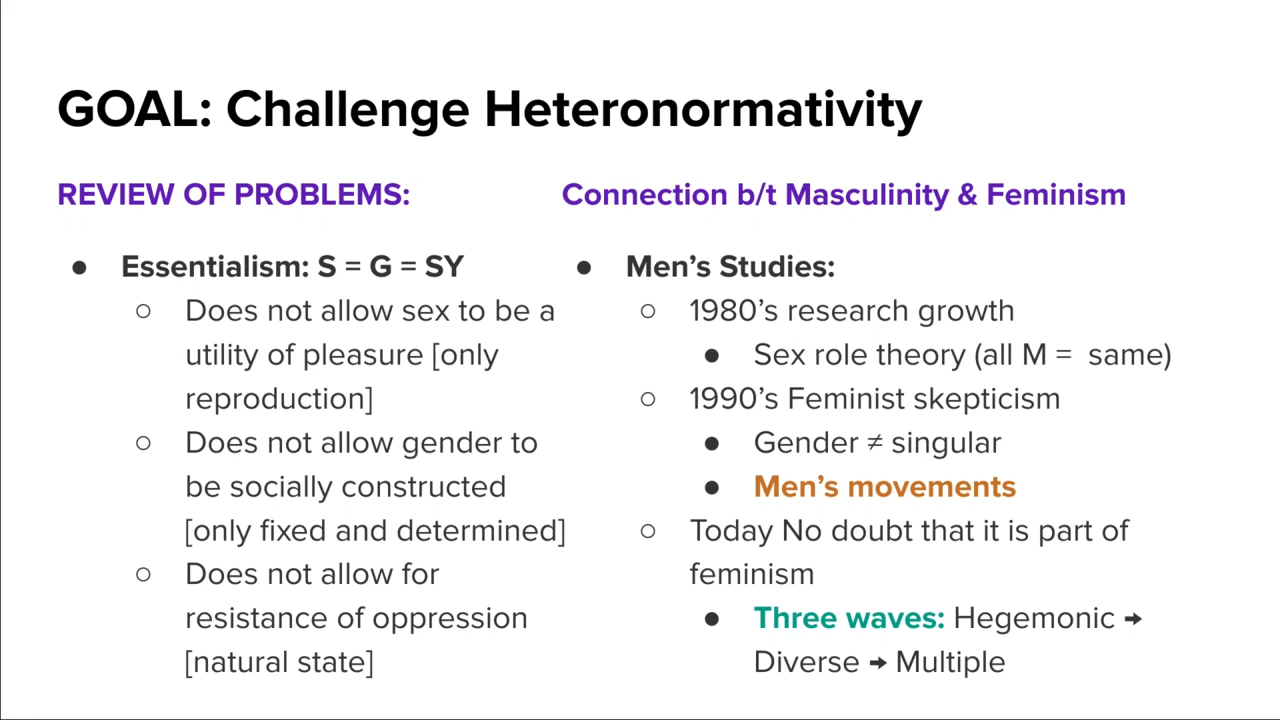 GOAL: Challenge Heteronormativity
REVIEW OF PROBLEMS:
● Essentialism: S = G = SY
○ Does not allow sex to be a
utility of pleasure [only
reproduction]
○ Does not allow gender to
be socially constructed
[only fixed and determined]
○ Does not allow for
resistance of oppression
[natural state]
Connection b/t Masculinity & Feminism
● Men’s Studies:
○ 1980’s research growth
● Sex role theory (all M = same)
○ 1990’s Feminist skepticism
● Gender ≠ singular
● Men’s movements
○ Today No doubt that it is part of
feminism
● Three waves: Hegemonic →
Diverse → Multiple